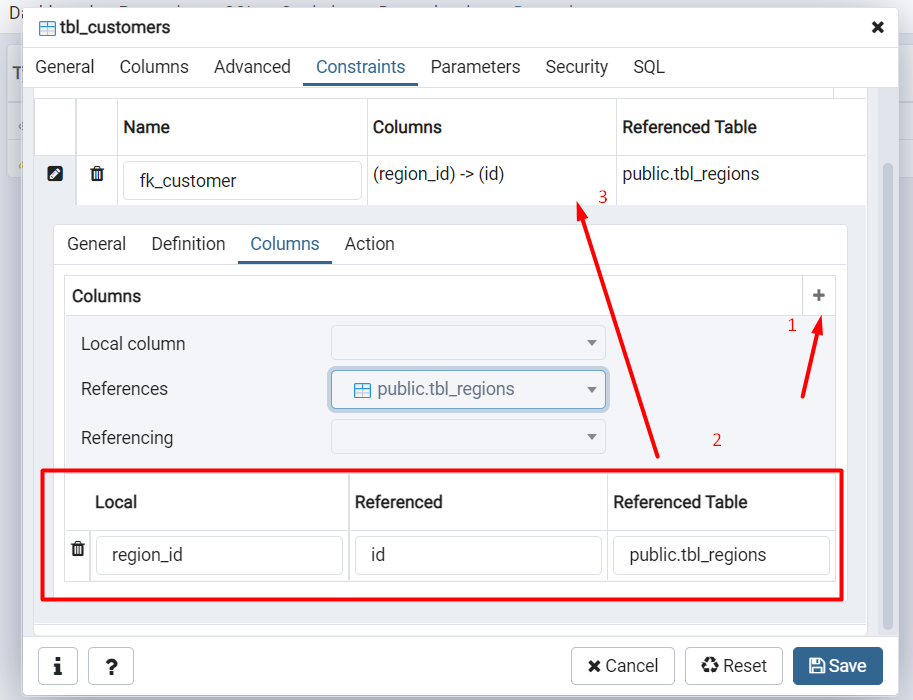 tbl_customers
General Columns Advanced Constraints Parameters Security SQL
Name Columns Referenced Table
fk_customer (region_id) -> (id) public.tbl_regions
3
General Definition Columns Action
Columns
1
Local column
References public.tbl_regions
Referencing
2
Local Referenced Referenced Table
region_id id public.tbl_regions
i ? Cancel Reset Save